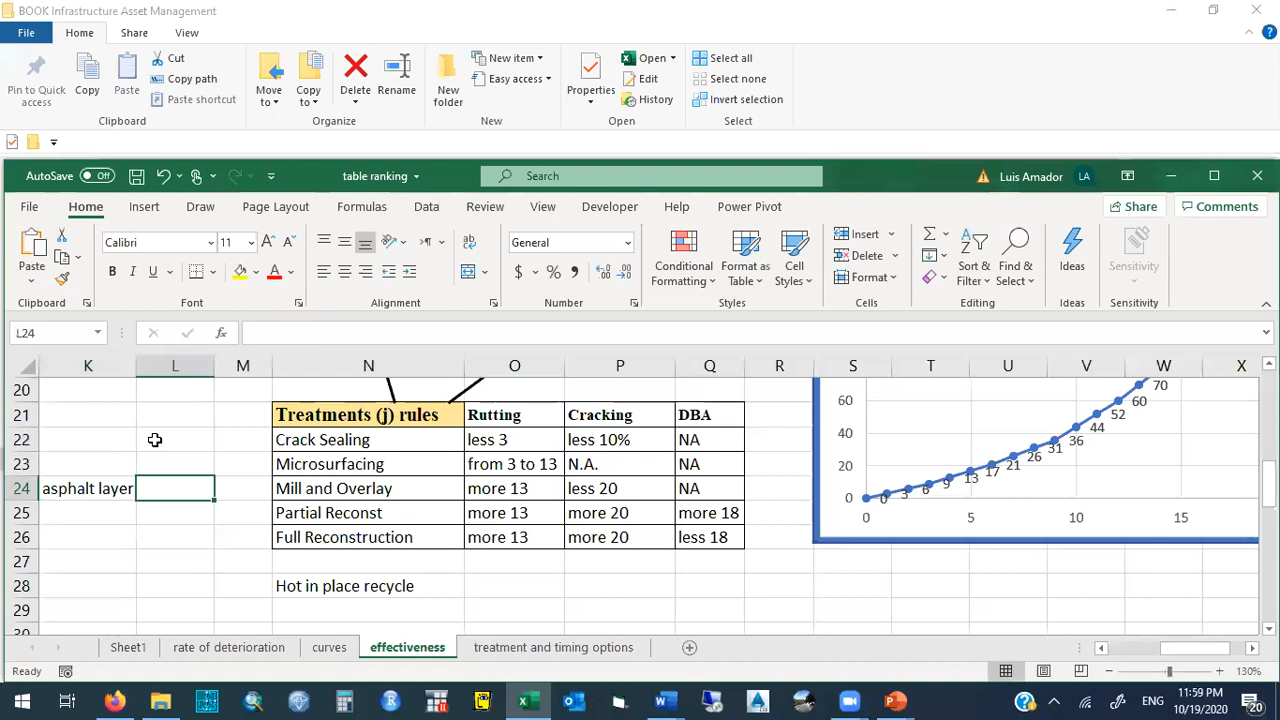 BOOK Infrastructure Asset Management
File Home Share View
Pin to Quick access Copy Paste Cut Copy path Paste shortcut Move to Copy to Delete Rename New folder New item Easy access Properties Open Edit History Select all Select none Invert selection
Clipboard Organize New Open Select
AutoSave Off table ranking Search Luis Amador LA
File Home Insert Draw Page Layout Formulas Data Review View Developer Help Power Pivot Share Comments
Paste Calibri 11 A A ab General Conditional Formatting Format as Table Cell Styles Insert Delete Format Sort & Filter Find & Select Ideas Sensitivity
B I U A $ % ,
Clipboard Font Alignment Number Styles Cells Editing Ideas Sensitivity
L24 fx
K L M N O P Q R S T U V W X
20
21 Treatments (j) rules Rutting Cracking DBA
22 Crack Sealing less 3 less 10% NA
23 Microsurfacing from 3 to 13 N.A. NA
24 asphalt layer Mill and Overlay more 13 less 20 NA
25 Partial Reconst more 13 more 20 more 18
26 Full Reconstruction more 13 more 20 less 18
27
28 Hot in place recycle
29
30
60 40 20 0
0 3 6 9 13 17 21 26 31 36 44 52 60 70
0 5 10 15
Sheet1 rate of deterioration curves effectiveness treatment and timing options
Ready 130%
ENG 11:59 PM 10/19/2020 20